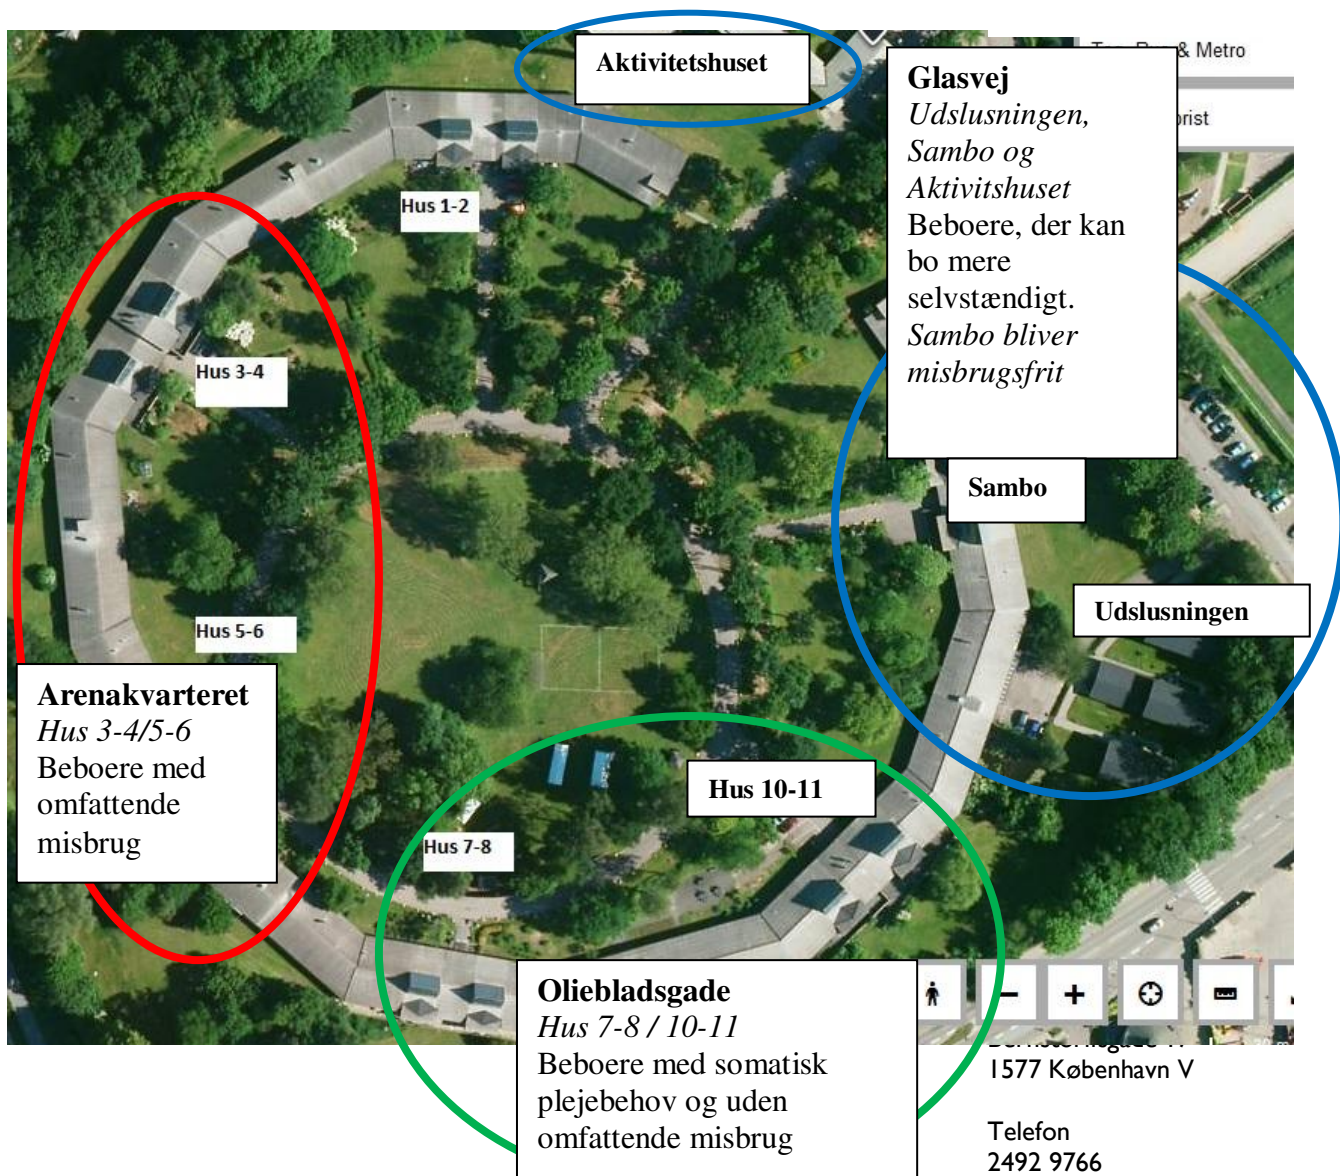 Aktivitetshuset
& Metro
Glasvej
Udslusningen,
Sambo og
Aktivitshuset
Beboere, der kan
bo mere
selvstændigt.
Sambo bliver
misbrugsfrit
Hus 1-2
Hus 3-4
Sambo
Udslusningen
Hus 5-6
Arenakvarteret
Hus 3-4/5-6
Beboere med
omfattende
misbrug
Hus 10-11
Hus 7-8
Oliebladsgade
Hus 7-8 / 10-11
Beboere med somatisk
plejebehov og uden
omfattende misbrug
1577 København V
Telefon
2492 9766